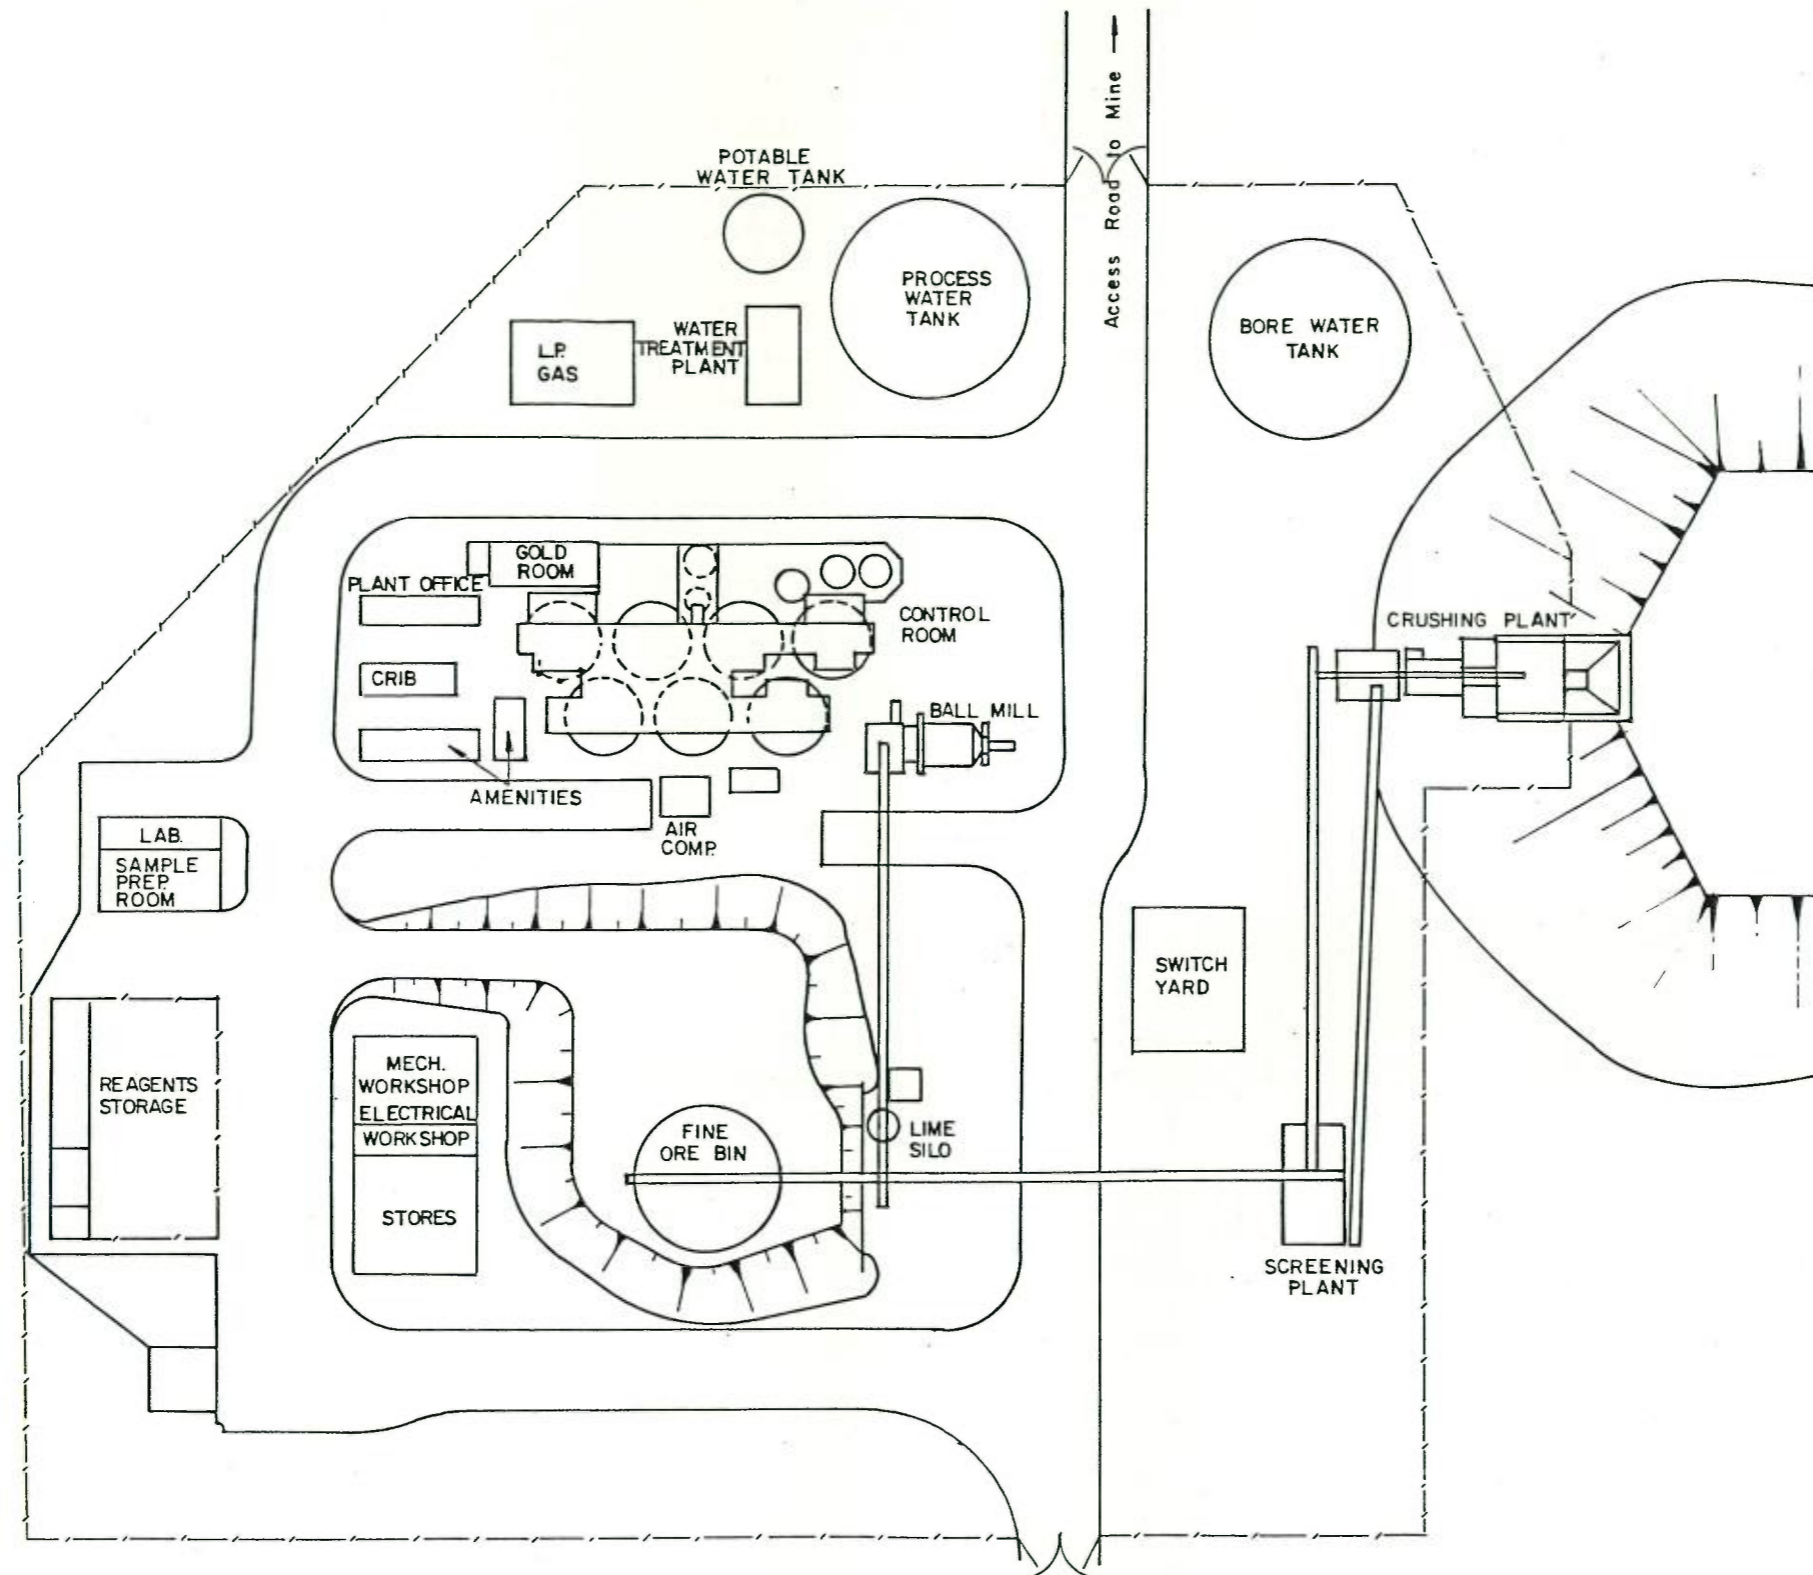 Access Road to Mine
POTABLE
WATER TANK
PROCESS
WATER
TANK
BORE WATER
TANK
WATER
TREATMENT
PLANT
L.P.
GAS
GOLD
ROOM
PLANT OFFICE
CONTROL
ROOM
CRUSHING PLANT
CRIB
BALL MILL
AMENITIES
AIR
COMP.
LAB.
SAMPLE
PREP.
ROOM
SWITCH
YARD
REAGENTS
STORAGE
MECH.
WORKSHOP
ELECTRICAL
WORKSHOP
STORES
FINE
ORE BIN
LIME
SILO
SCREENING
PLANT